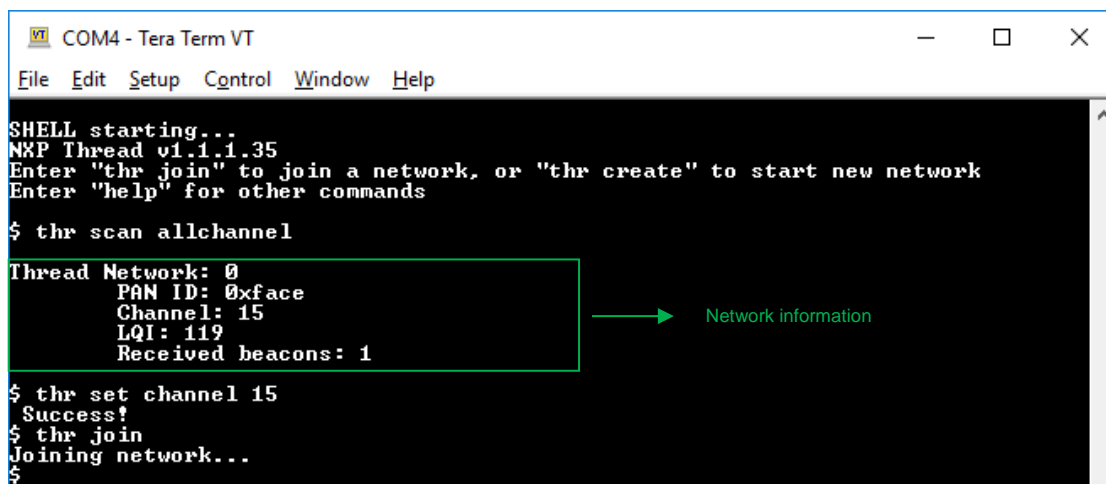 COM4 - Tera Term VT
File Edit Setup Control Window Help
SHELL starting...
NXP Thread v1.1.1.35
Enter "thr join" to join a network, or "thr create" to start new network
Enter "help" for other commands
$ thr scan allchannel
Thread Network: 0
PAN ID: 0xface
Channel: 15
LQI: 119
Received beacons: 1
Network information
$ thr set channel 15
Success!
$ thr join
Joining network...
$